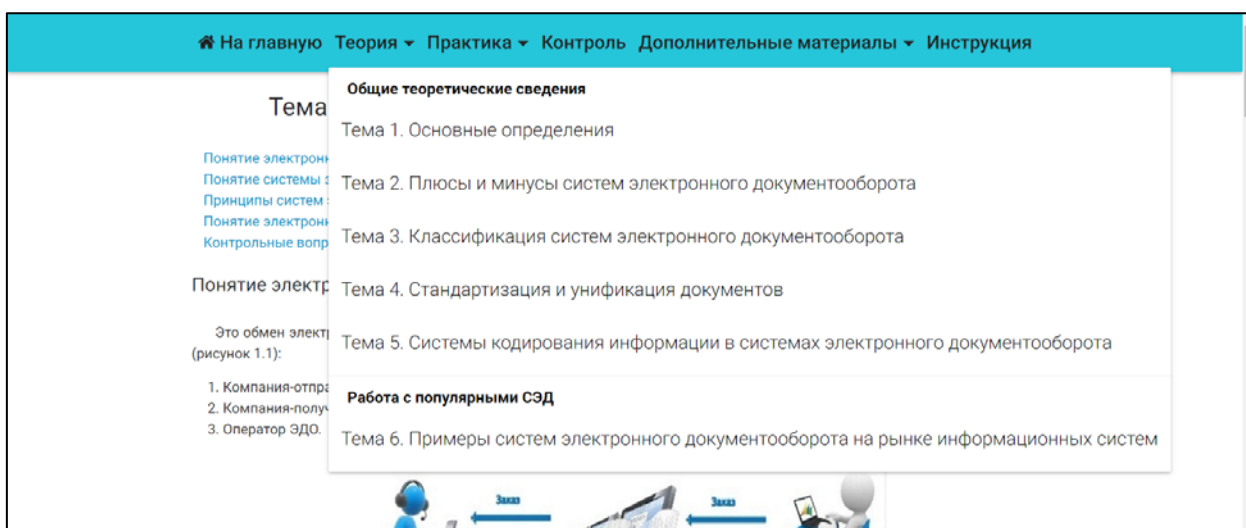 На главную Теория Практика Контроль Дополнительные материалы Инструкция
Общие теоретические сведения
Тема
Тема 1. Основные определения
Понятие электрон
Понятие системы
Тема 2. Плюсы и минусы систем электронного документооборота
Принципы систем
Понятие электрон
Тема 3. Классификация систем электронного документооборота
Контрольные вопр
Понятие электр
Тема 4. Стандартизация и унификация документов
Это обмен элект
Тема 5. Системы кодирования информации в системах электронного документооборота
(рисунок 1.1):
1. Компания-отпра
Работа с популярными СЭД
2. Компания-полу
3. Оператор ЭДО.
Тема 6. Примеры систем электронного документооборота на рынке информационных систем
Заказ
Заказ